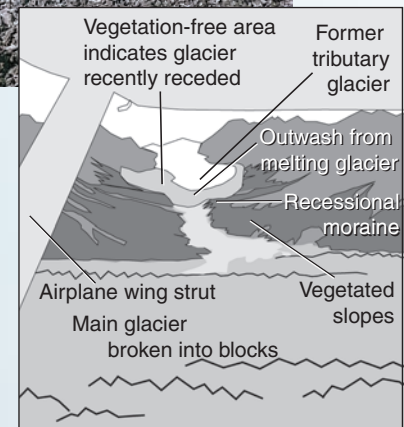 Vegetation-free area
indicates glacier
recently receded
Former
tributary
glacier
Outwash from
melting glacier
Recessional
moraine
Airplane wing strut
Vegetated
slopes
Main glacier
broken into blocks